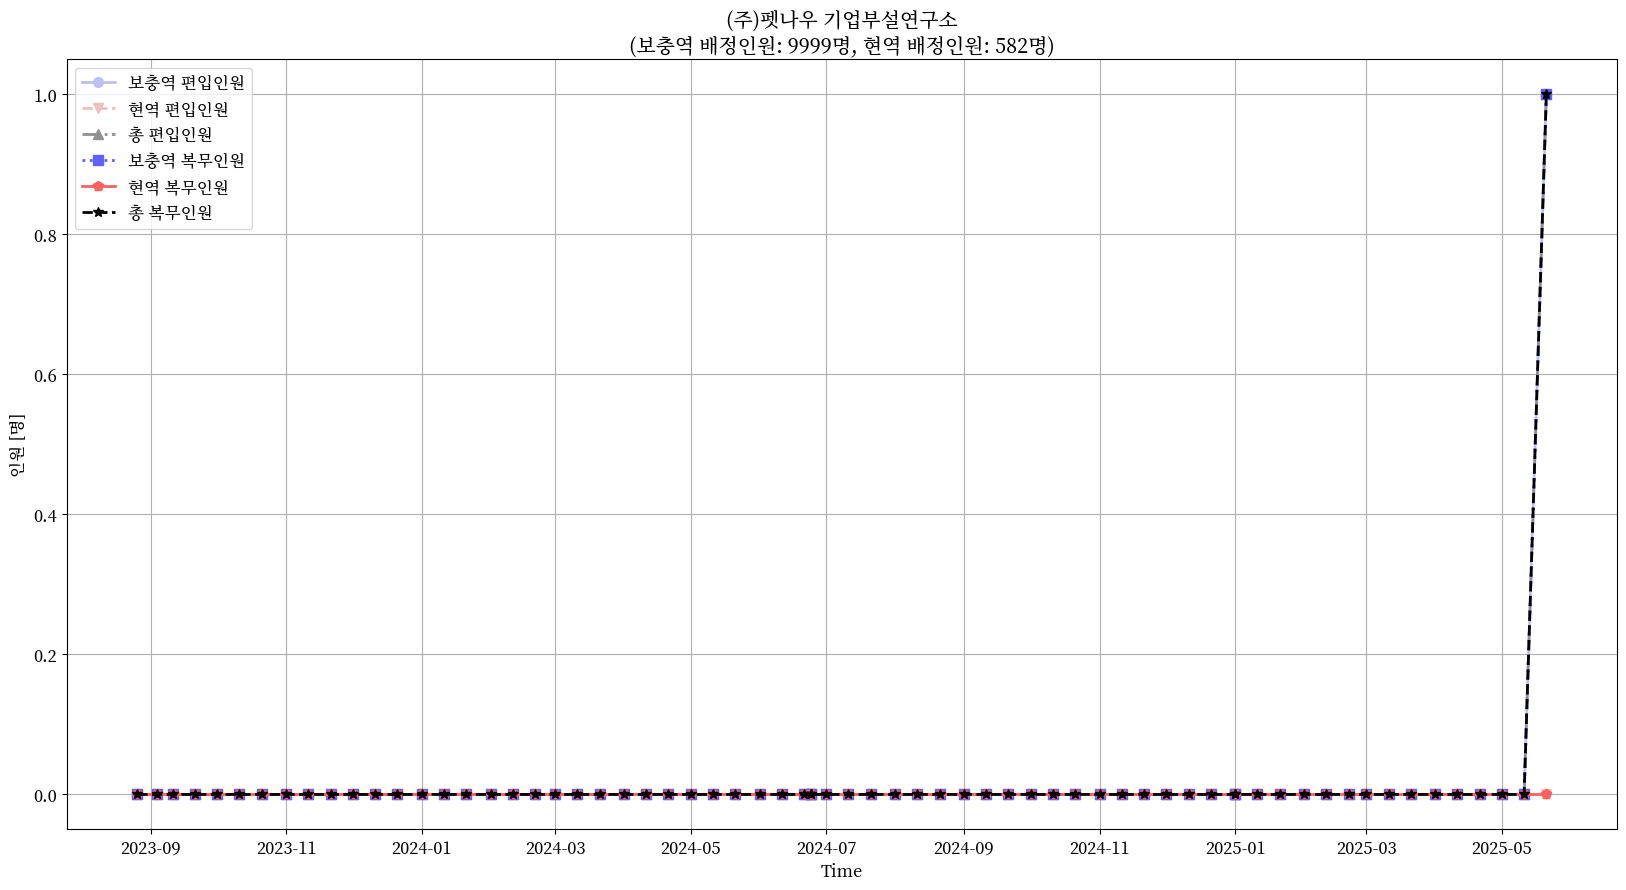 (주)펫나우 기업부설연구소
(보충역 배정인원: 9999명, 현역 배정인원: 582명)
보충역 편입인원
현역 편입인원
총 편입인원
보충역 복무인원
현역 복무인원
총 복무인원
1.0
0.8
0.6
0.4
0.2
0.0
인원 [명]
2023-09 2023-11 2024-01 2024-03 2024-05 2024-07 2024-09 2024-11 2025-01 2025-03 2025-05
Time